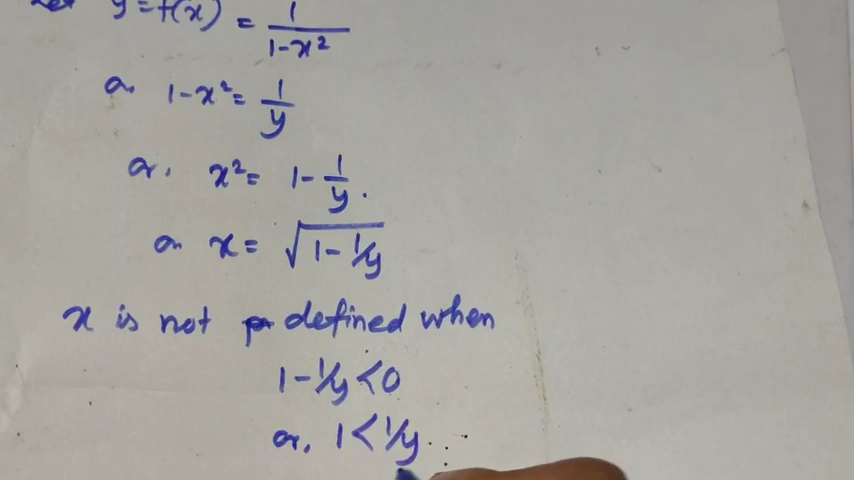 Let y = f(x) = 1/(1-x²)
or 1-x² = 1/y
or, x² = 1 - 1/y.
or x = √(1 - 1/y)
x is not defined when
1 - 1/y < 0
or, 1 < 1/y